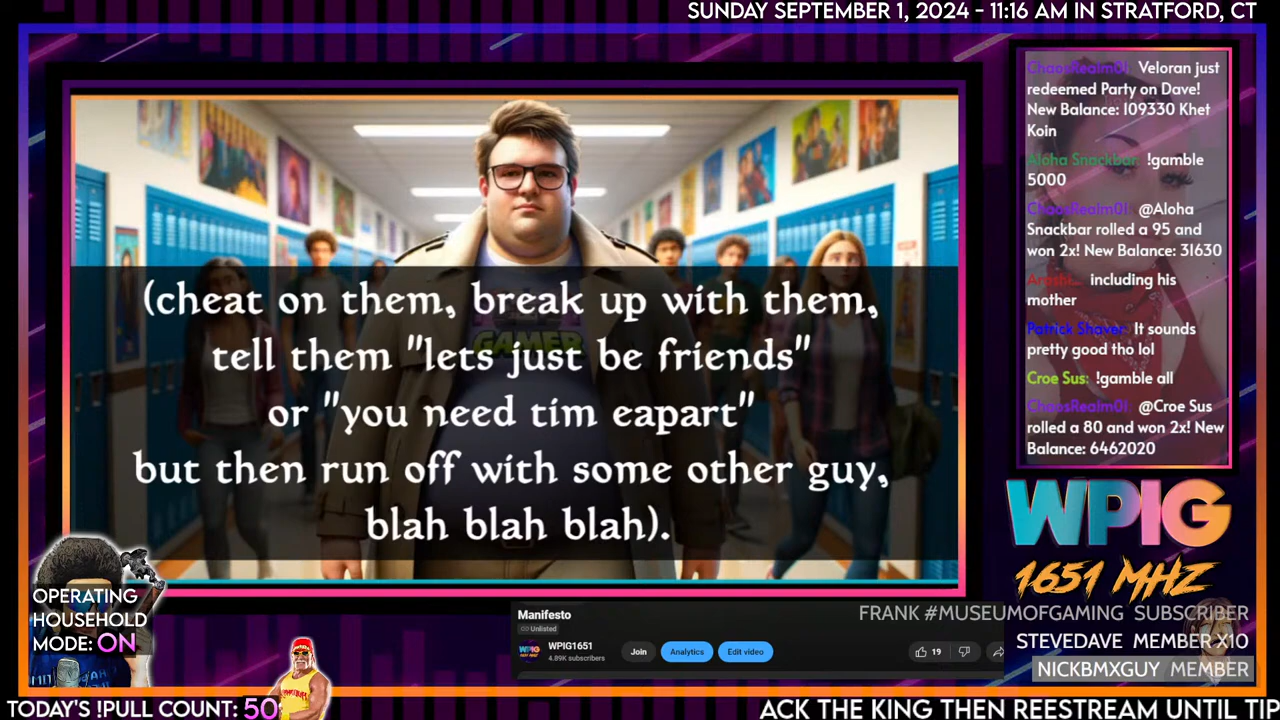 SUNDAY SEPTEMBER 1, 2024 - 11:16 AM IN STRATFORD, CT
(cheat on them, break up with them,
tell them "lets just be friends"
or "you need tim eapart"
but then run off with some other guy,
blah blah blah).
GAMER
ChaosRealm01: Veloran just
redeemed Party on Dave!
New Balance: 109330 Khet
Koin
Aloha Snackbar: !gamble
5000
ChaosRealm01: @Aloha
Snackbar rolled a 95 and
won 2x! New Balance: 31630
including his
mother
Patrick Shaver: It sounds
pretty good tho lol
Croe Sus: !gamble all
ChaosRealm01: @Croe Sus
rolled a 80 and won 2x! New
Balance: 6462020
WPIG
1651 MHZ
OPERATING
HOUSEHOLD
MODE: ON
Manifesto
Unlisted
WPIG1651
4.89K subscribers
Join
Analytics
Edit video
19
FRANK #MUSEUMOFGAMING SUBSCRIBER
STEVEDAVE MEMBER X10
NICKBMXGUY MEMBER
TODAY'S !PULL COUNT: 50
ACK THE KING THEN REESTREAM UNTIL TIP